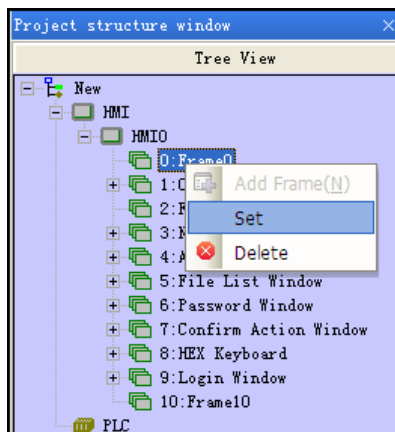 Project structure window
Tree View
New
HMI
HMI0
0:Frame0
1:C
Add Frame(N)
2:F
Set
3:N
4:A
Delete
5:File List Window
6:Password Window
7:Confirm Action Window
8:HEX Keyboard
9:Login Window
10:Frame10
PLC